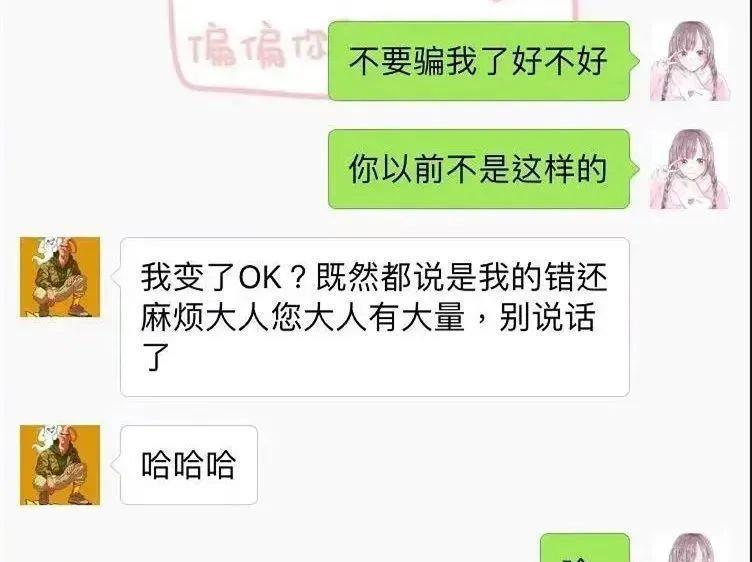 偏偏你
不要骗我了好不好
你以前不是这样的
我变了OK？既然都说是我的错还
麻烦大人您大人有大量，别说话
了
哈哈哈